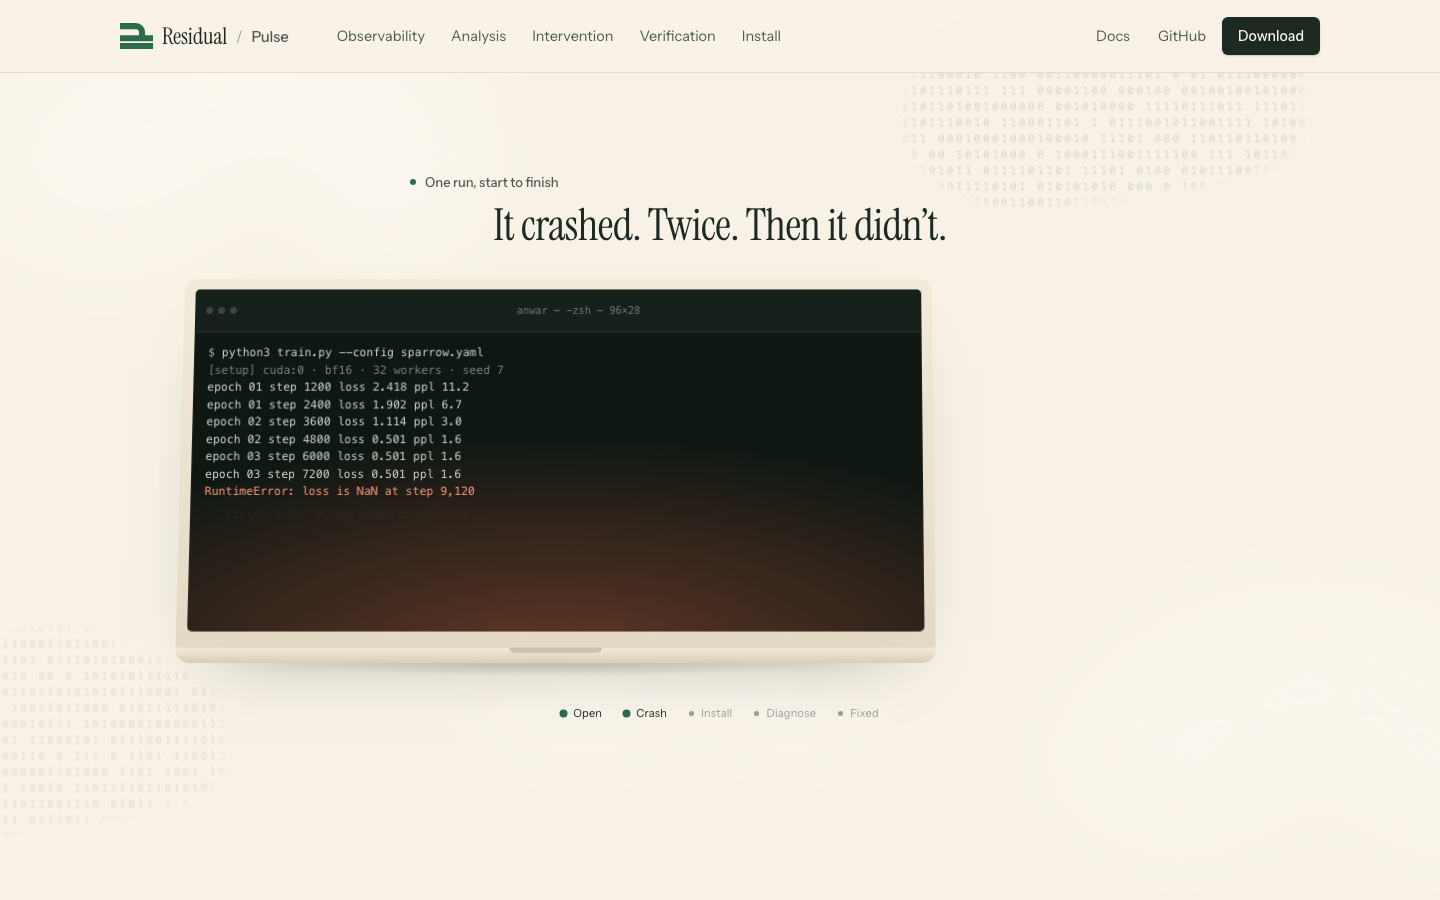 Residual / Pulse
Observability
Analysis
Intervention
Verification
Install
Docs
GitHub
Download
One run, start to finish
It crashed. Twice. Then it didn’t.
anwar — -zsh — 96×28
$ python3 train.py --config sparrow.yaml
[setup] cuda:0 · bf16 · 32 workers · seed 7
epoch 01 step 1200 loss 2.418 ppl 11.2
epoch 01 step 2400 loss 1.902 ppl 6.7
epoch 02 step 3600 loss 1.114 ppl 3.0
epoch 02 step 4800 loss 0.501 ppl 1.6
epoch 03 step 6000 loss 0.501 ppl 1.6
epoch 03 step 7200 loss 0.501 ppl 1.6
RuntimeError: loss is NaN at step 9,120
Open
Crash
Install
Diagnose
Fixed